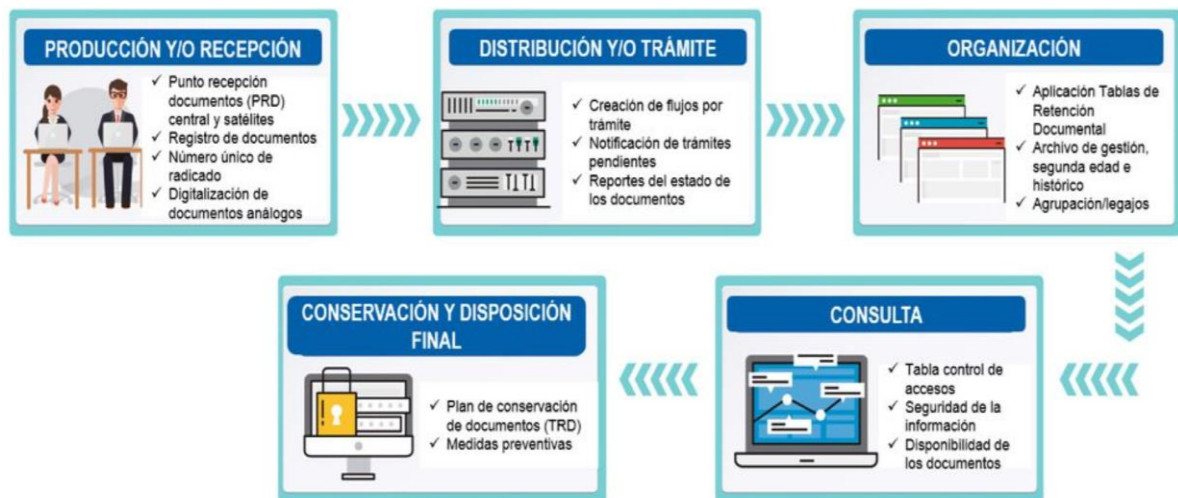 PRODUCCIÓN Y/O RECEPCIÓN
✓ Punto recepción
documentos (PRD)
central y satélites
✓ Registro de documentos
✓ Número único de
radicado
✓ Digitalización de
documentos análogos
DISTRIBUCIÓN Y/O TRÁMITE
✓ Creación de flujos por
trámite
✓ Notificación de trámites
pendientes
✓ Reportes del estado de
los documentos
ORGANIZACIÓN
✓ Aplicación Tablas de
Retención
Documental
✓ Archivo de gestión,
segunda edad e
histórico
✓ Agrupación/legajos
CONSULTA
✓ Tabla control de
accesos
✓ Seguridad de la
información
✓ Disponibilidad de
los documentos
CONSERVACIÓN Y DISPOSICIÓN
FINAL
✓ Plan de conservación
de documentos (TRD)
✓ Medidas preventivas